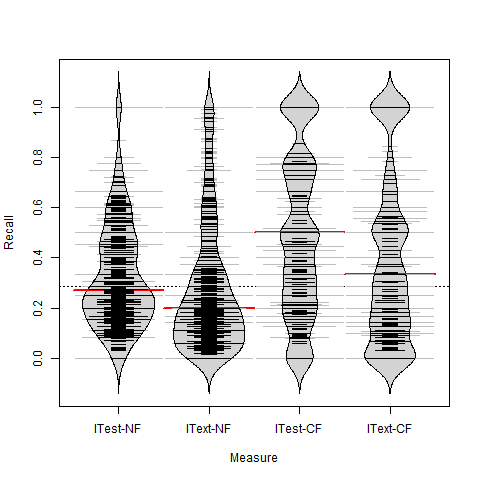 Recall
1.0
0.8
0.6
0.4
0.2
0.0
ITest-NF
IText-NF
ITest-CF
IText-CF
Measure